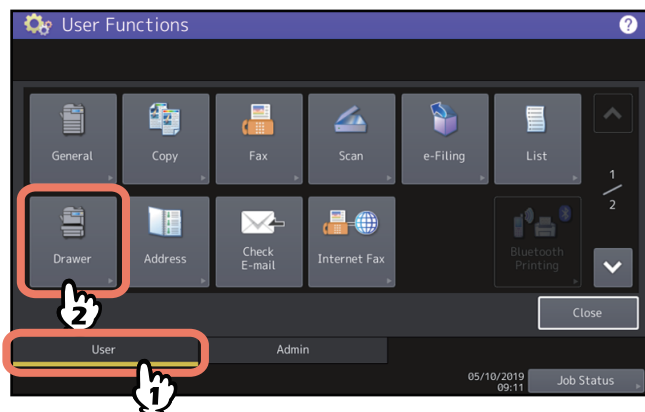 User Functions
?
General
Copy
Fax
Scan
e-Filing
List
1
2
Drawer
Address
Check
E-mail
Internet Fax
Bluetooth
Printing
2
Close
User
Admin
1
05/10/2019
09:11
Job Status